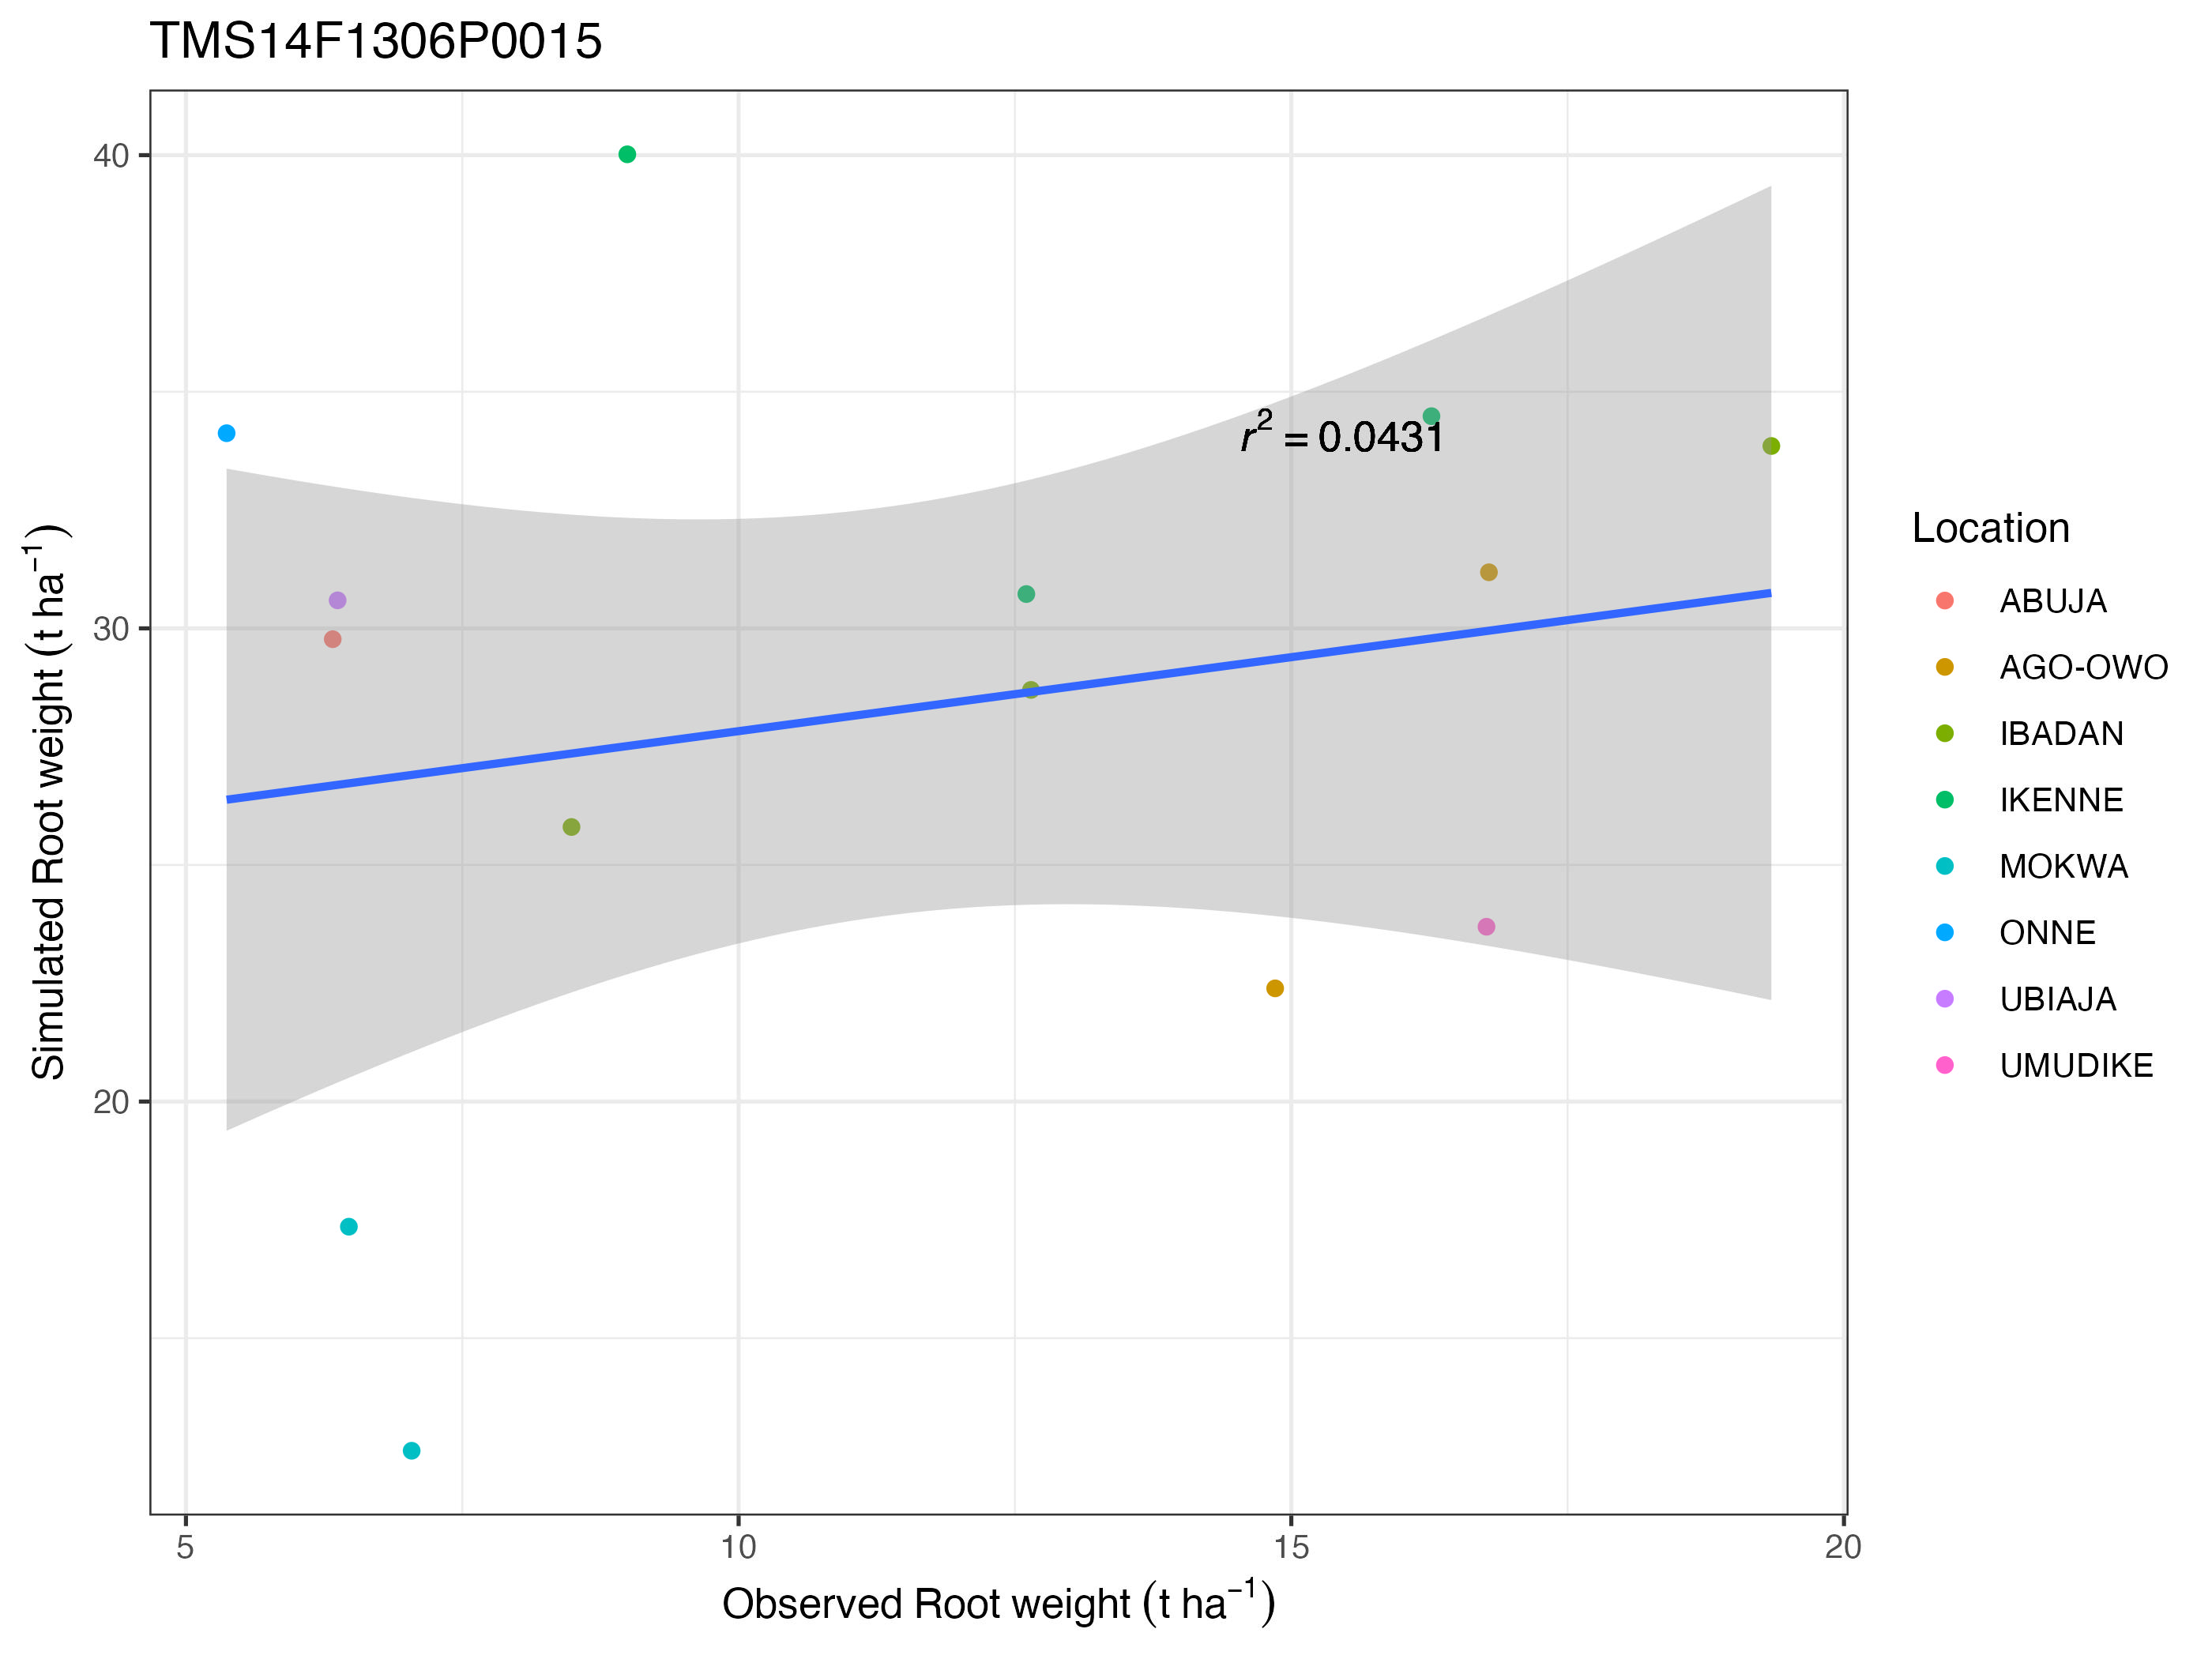 TMS14F1306P0015
40
30
20
Simulated Root weight (t ha⁻¹)
r² = 0.0431
5
10
15
20
Observed Root weight (t ha⁻¹)
Location
ABUJA
AGO-OWO
IBADAN
IKENNE
MOKWA
ONNE
UBIAJA
UMUDIKE